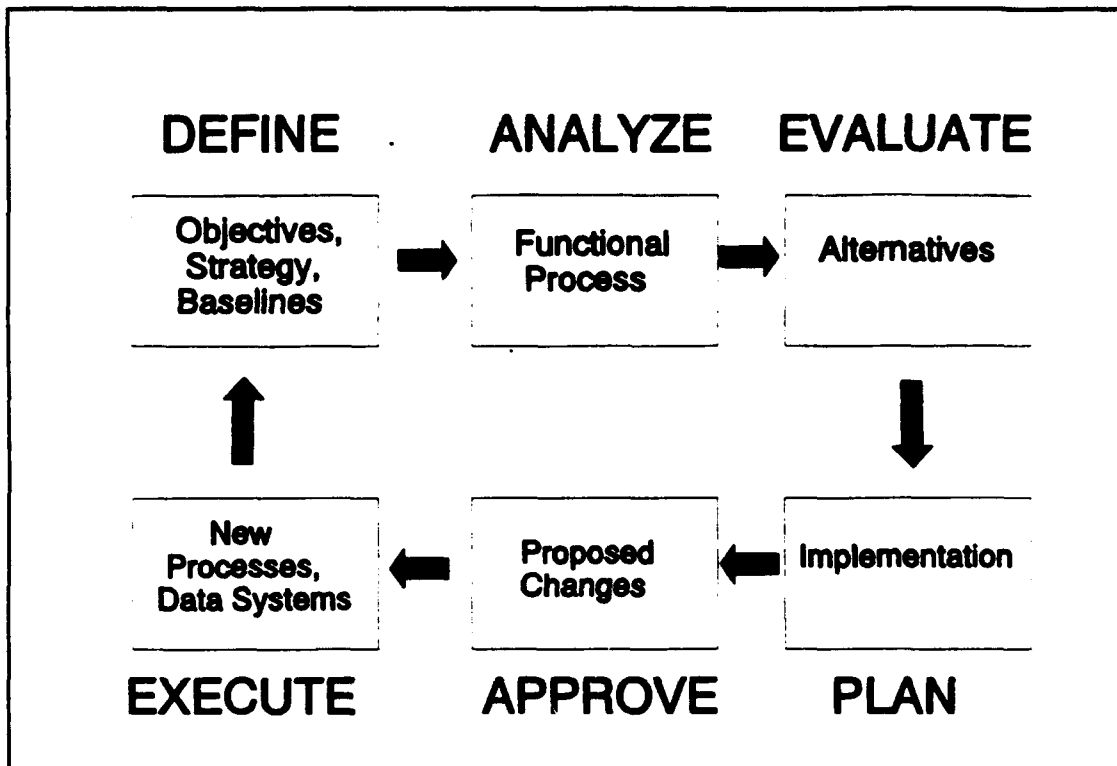 DEFINE
ANALYZE
EVALUATE
Objectives,
Strategy,
Baselines
Functional
Process
Alternatives
New
Processes,
Data Systems
Proposed
Changes
Implementation
EXECUTE
APPROVE
PLAN